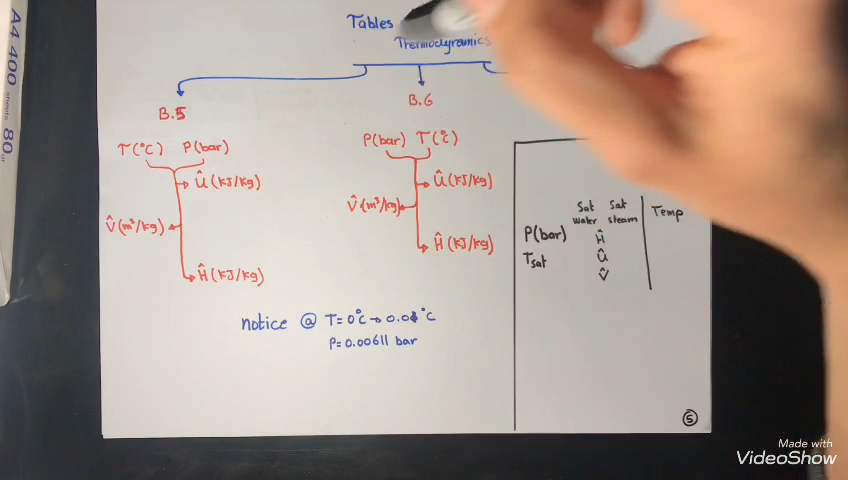 Tables
Thermodynamics
B.5
B.6
T(°C) P(bar)
Û (KJ/Kg)
V̂ (m³/kg)
Ĥ (KJ/Kg)
P(bar) T(°C)
Û (KJ/Kg)
V̂ (m³/kg)
Ĥ (KJ/Kg)
notice @ T=0°C → 0.01°C
P=0.00611 bar
Sat Sat
water steam
Temp
P(bar) Ĥ
Tsat Û
V̂
5
A4 400 sheets 80
Made with
VideoShow